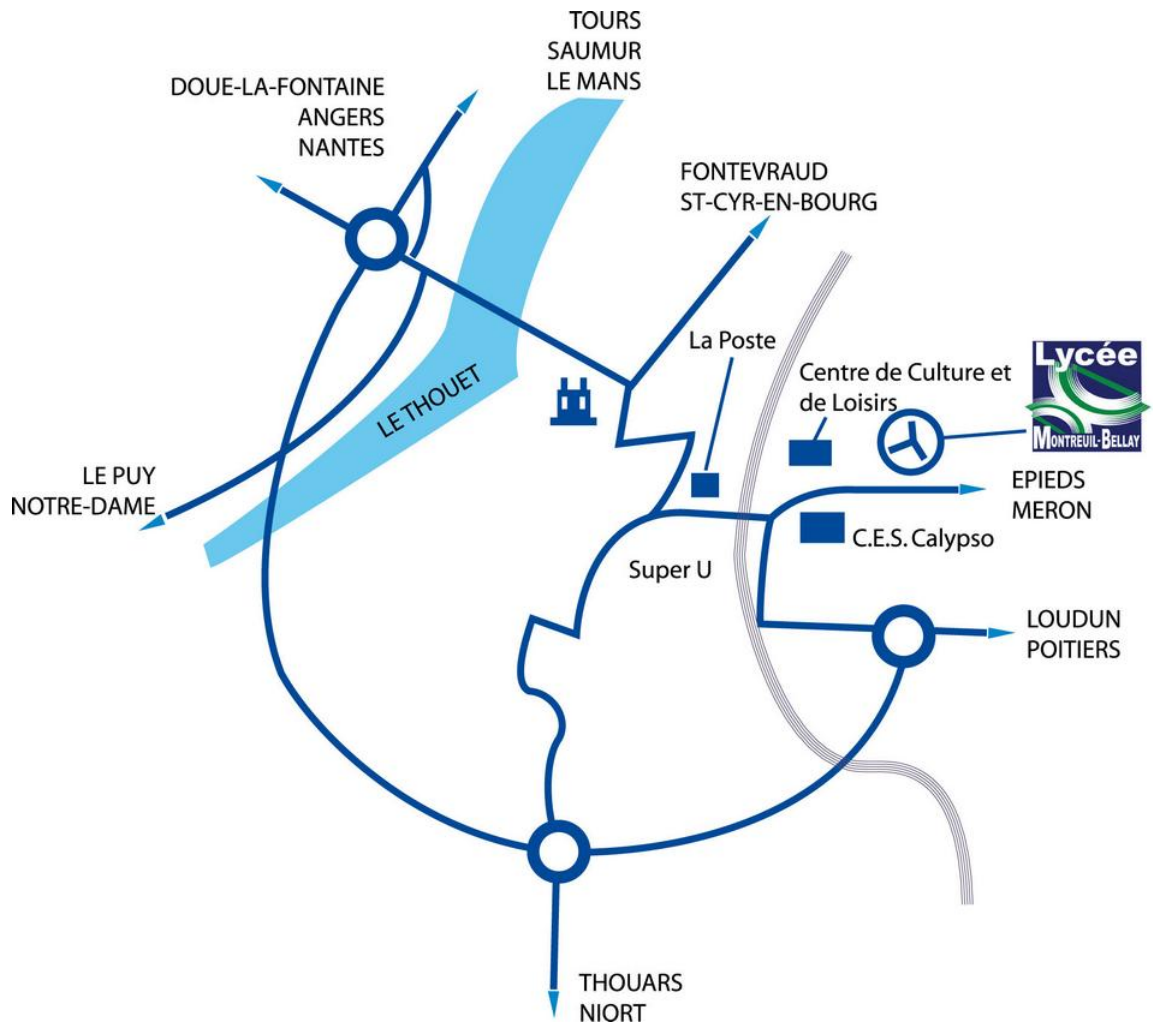 TOURS
SAUMUR
LE MANS
DOUE-LA-FONTAINE
ANGERS
NANTES
FONTEVRAUD
ST-CYR-EN-BOURG
La Poste
Centre de Culture et
de Loisirs
Lycée
MONTREUIL-BELLAY
LE THOUET
LE PUY
NOTRE-DAME
EPIEDS
MERON
C.E.S. Calypso
Super U
LOUDUN
POITIERS
THOUARS
NIORT